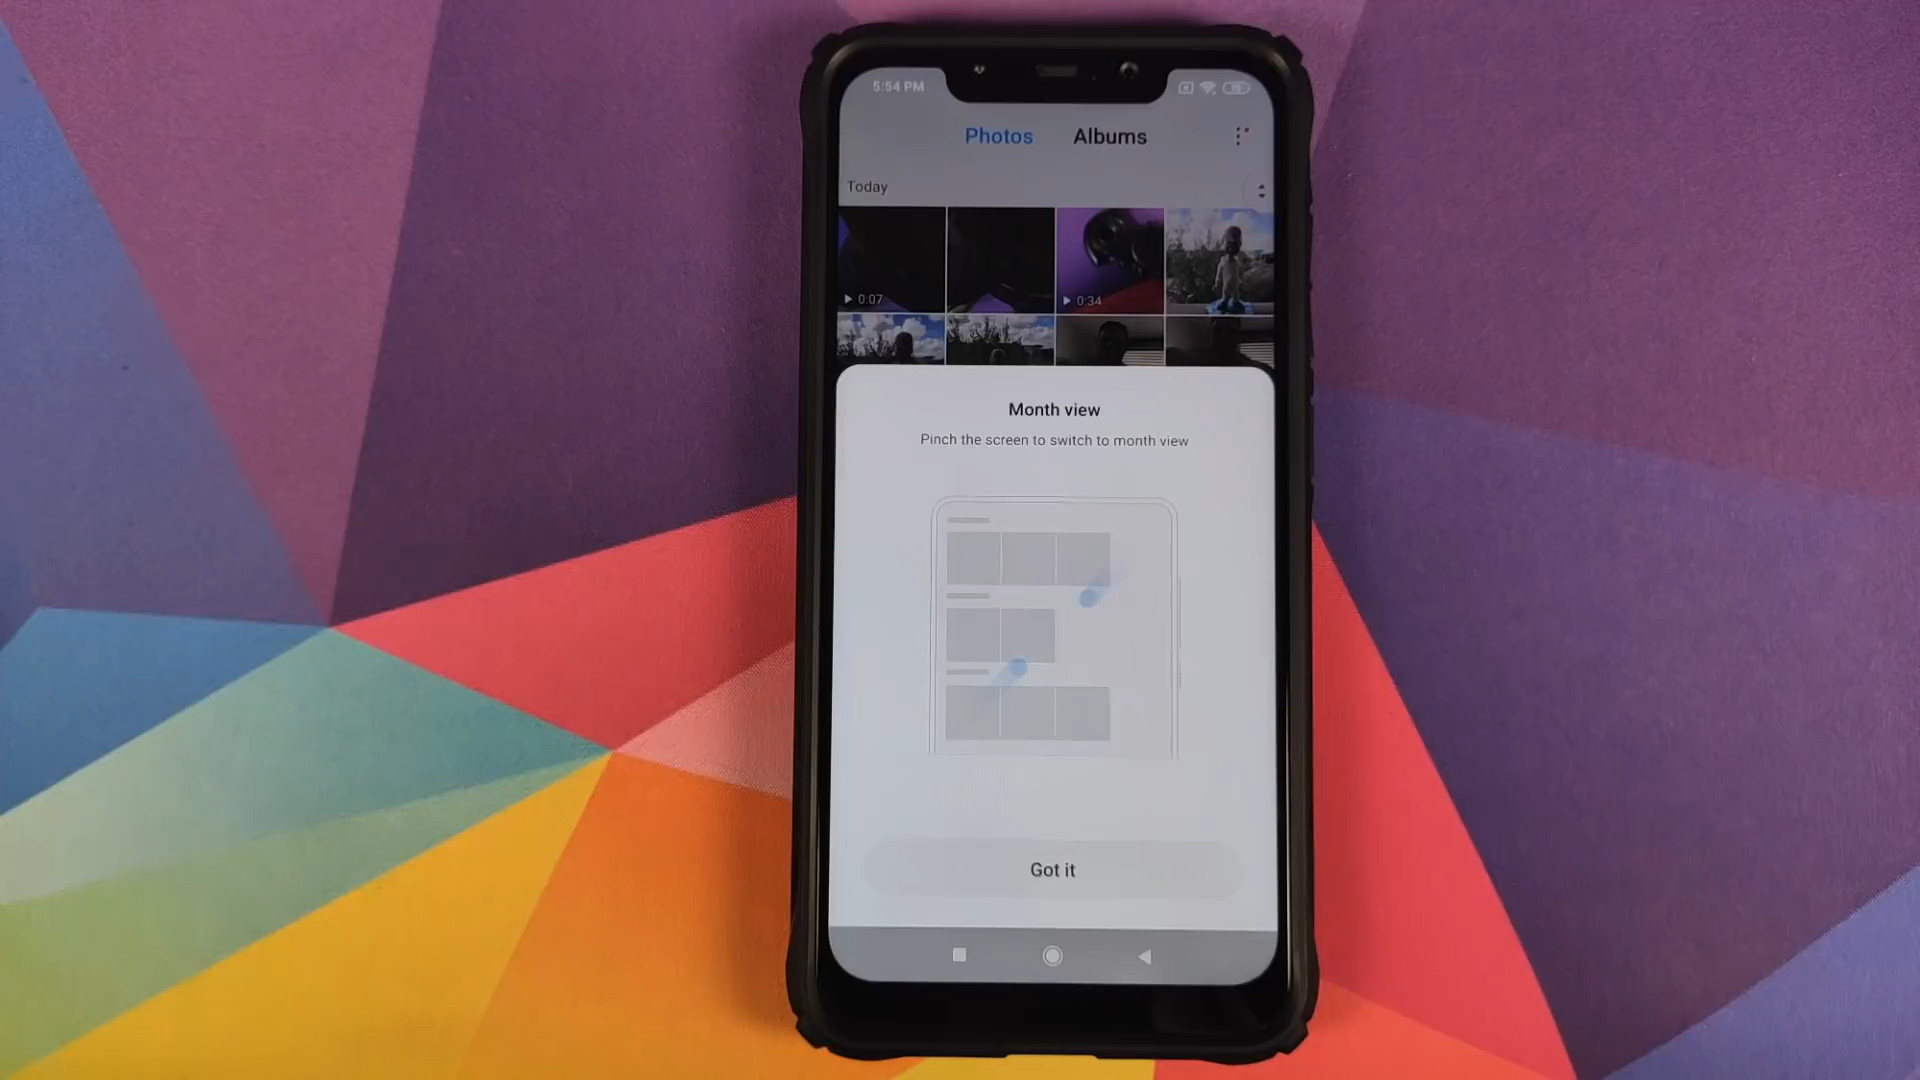 5:54 PM
Photos
Albums
Today
0:07
0:34
Month view
Pinch the screen to switch to month view
Got it